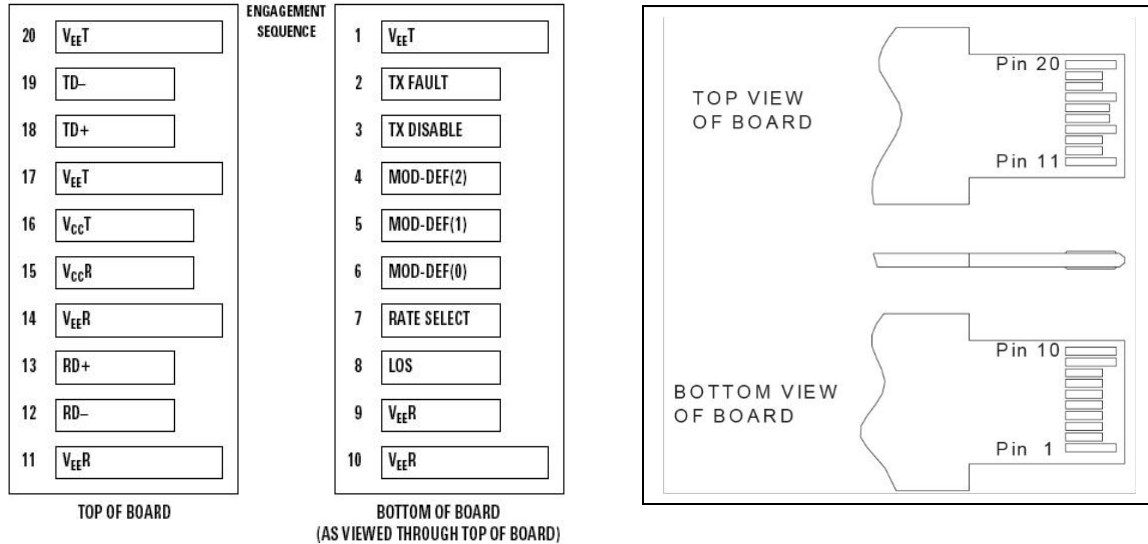 ENGAGEMENT
SEQUENCE
20 VEET
19 TD–
18 TD+
17 VEET
16 VCCT
15 VCCR
14 VEER
13 RD+
12 RD–
11 VEER
TOP OF BOARD
1 VEET
2 TX FAULT
3 TX DISABLE
4 MOD-DEF(2)
5 MOD-DEF(1)
6 MOD-DEF(0)
7 RATE SELECT
8 LOS
9 VEER
10 VEER
BOTTOM OF BOARD
(AS VIEWED THROUGH TOP OF BOARD)
TOP VIEW
OF BOARD
Pin 20
Pin 11
BOTTOM VIEW
OF BOARD
Pin 10
Pin 1